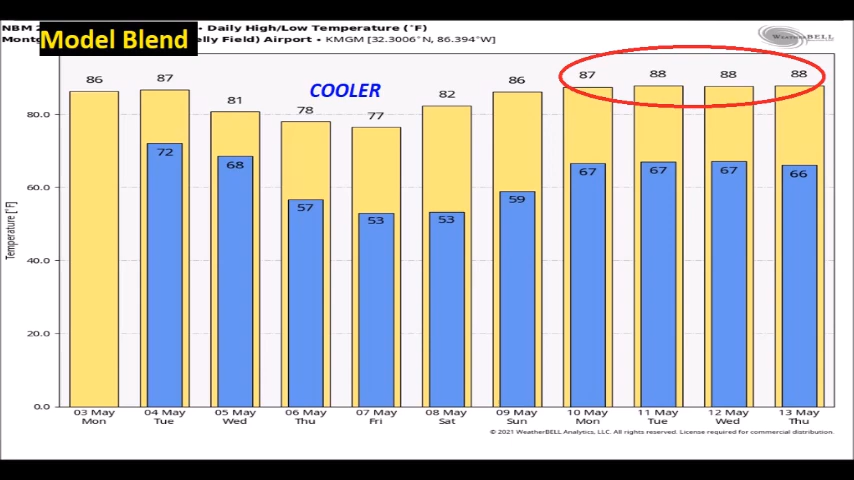 Model Blend
NBM 2 • Daily High/Low Temperature (°F)
Montg elly Field) Airport • KMGM [32.3006°N, 86.394°W]
WeatherBELL
COOLER
86 87 81 78 77 82 86 87 88 88 88
72 68 57 53 53 59 67 67 67 66
Temperature [°F]
80.0
60.0
40.0
20.0
0.0
03 May 04 May 05 May 06 May 07 May 08 May 09 May 10 May 11 May 12 May 13 May
Mon Tue Wed Thu Fri Sat Sun Mon Tue Wed Thu
© 2021 WeatherBELL Analytics, LLC. All rights reserved. License required for commercial distribution.